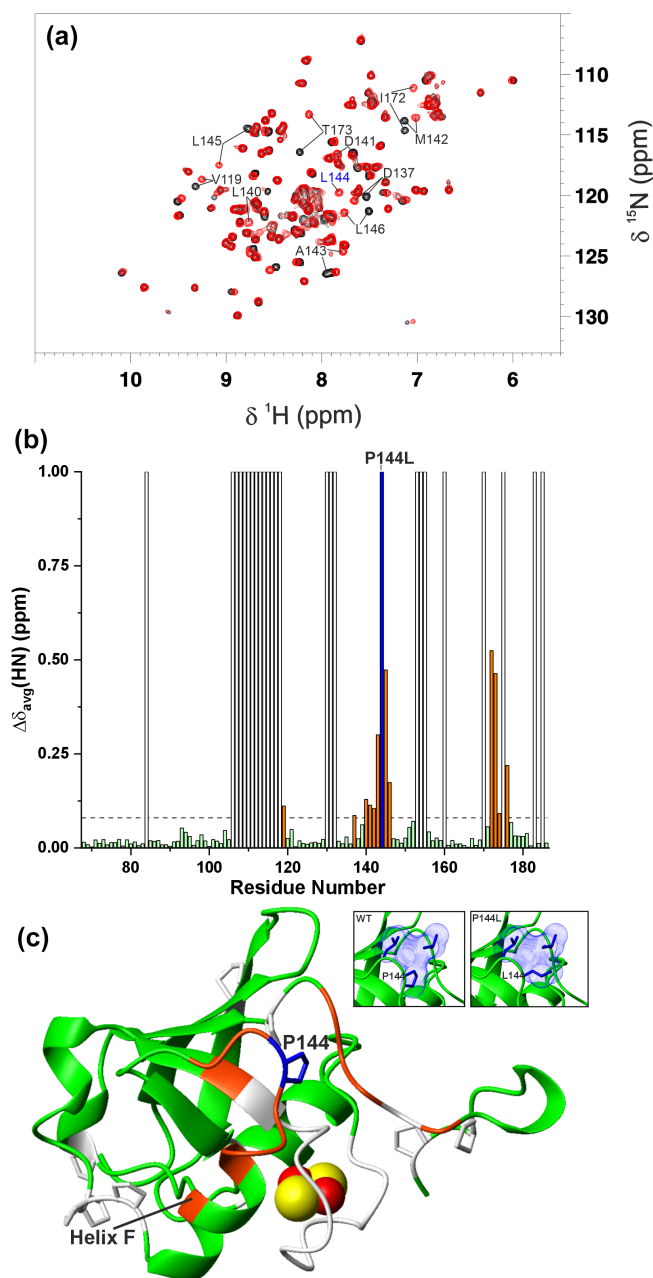 (a)
110
I172
115
L145
T173
M142
D141
V119
L144
D137
120
L140
L146
A143
125
130
δ ¹⁵N (ppm)
10
9
8
7
6
δ ¹H (ppm)
(b)
P144L
1.00
0.75
0.50
0.25
0.00
Δδavg(HN) (ppm)
80
100
120
140
160
180
Residue Number
(c)
WT
P144
P144L
L144
P144
Helix F